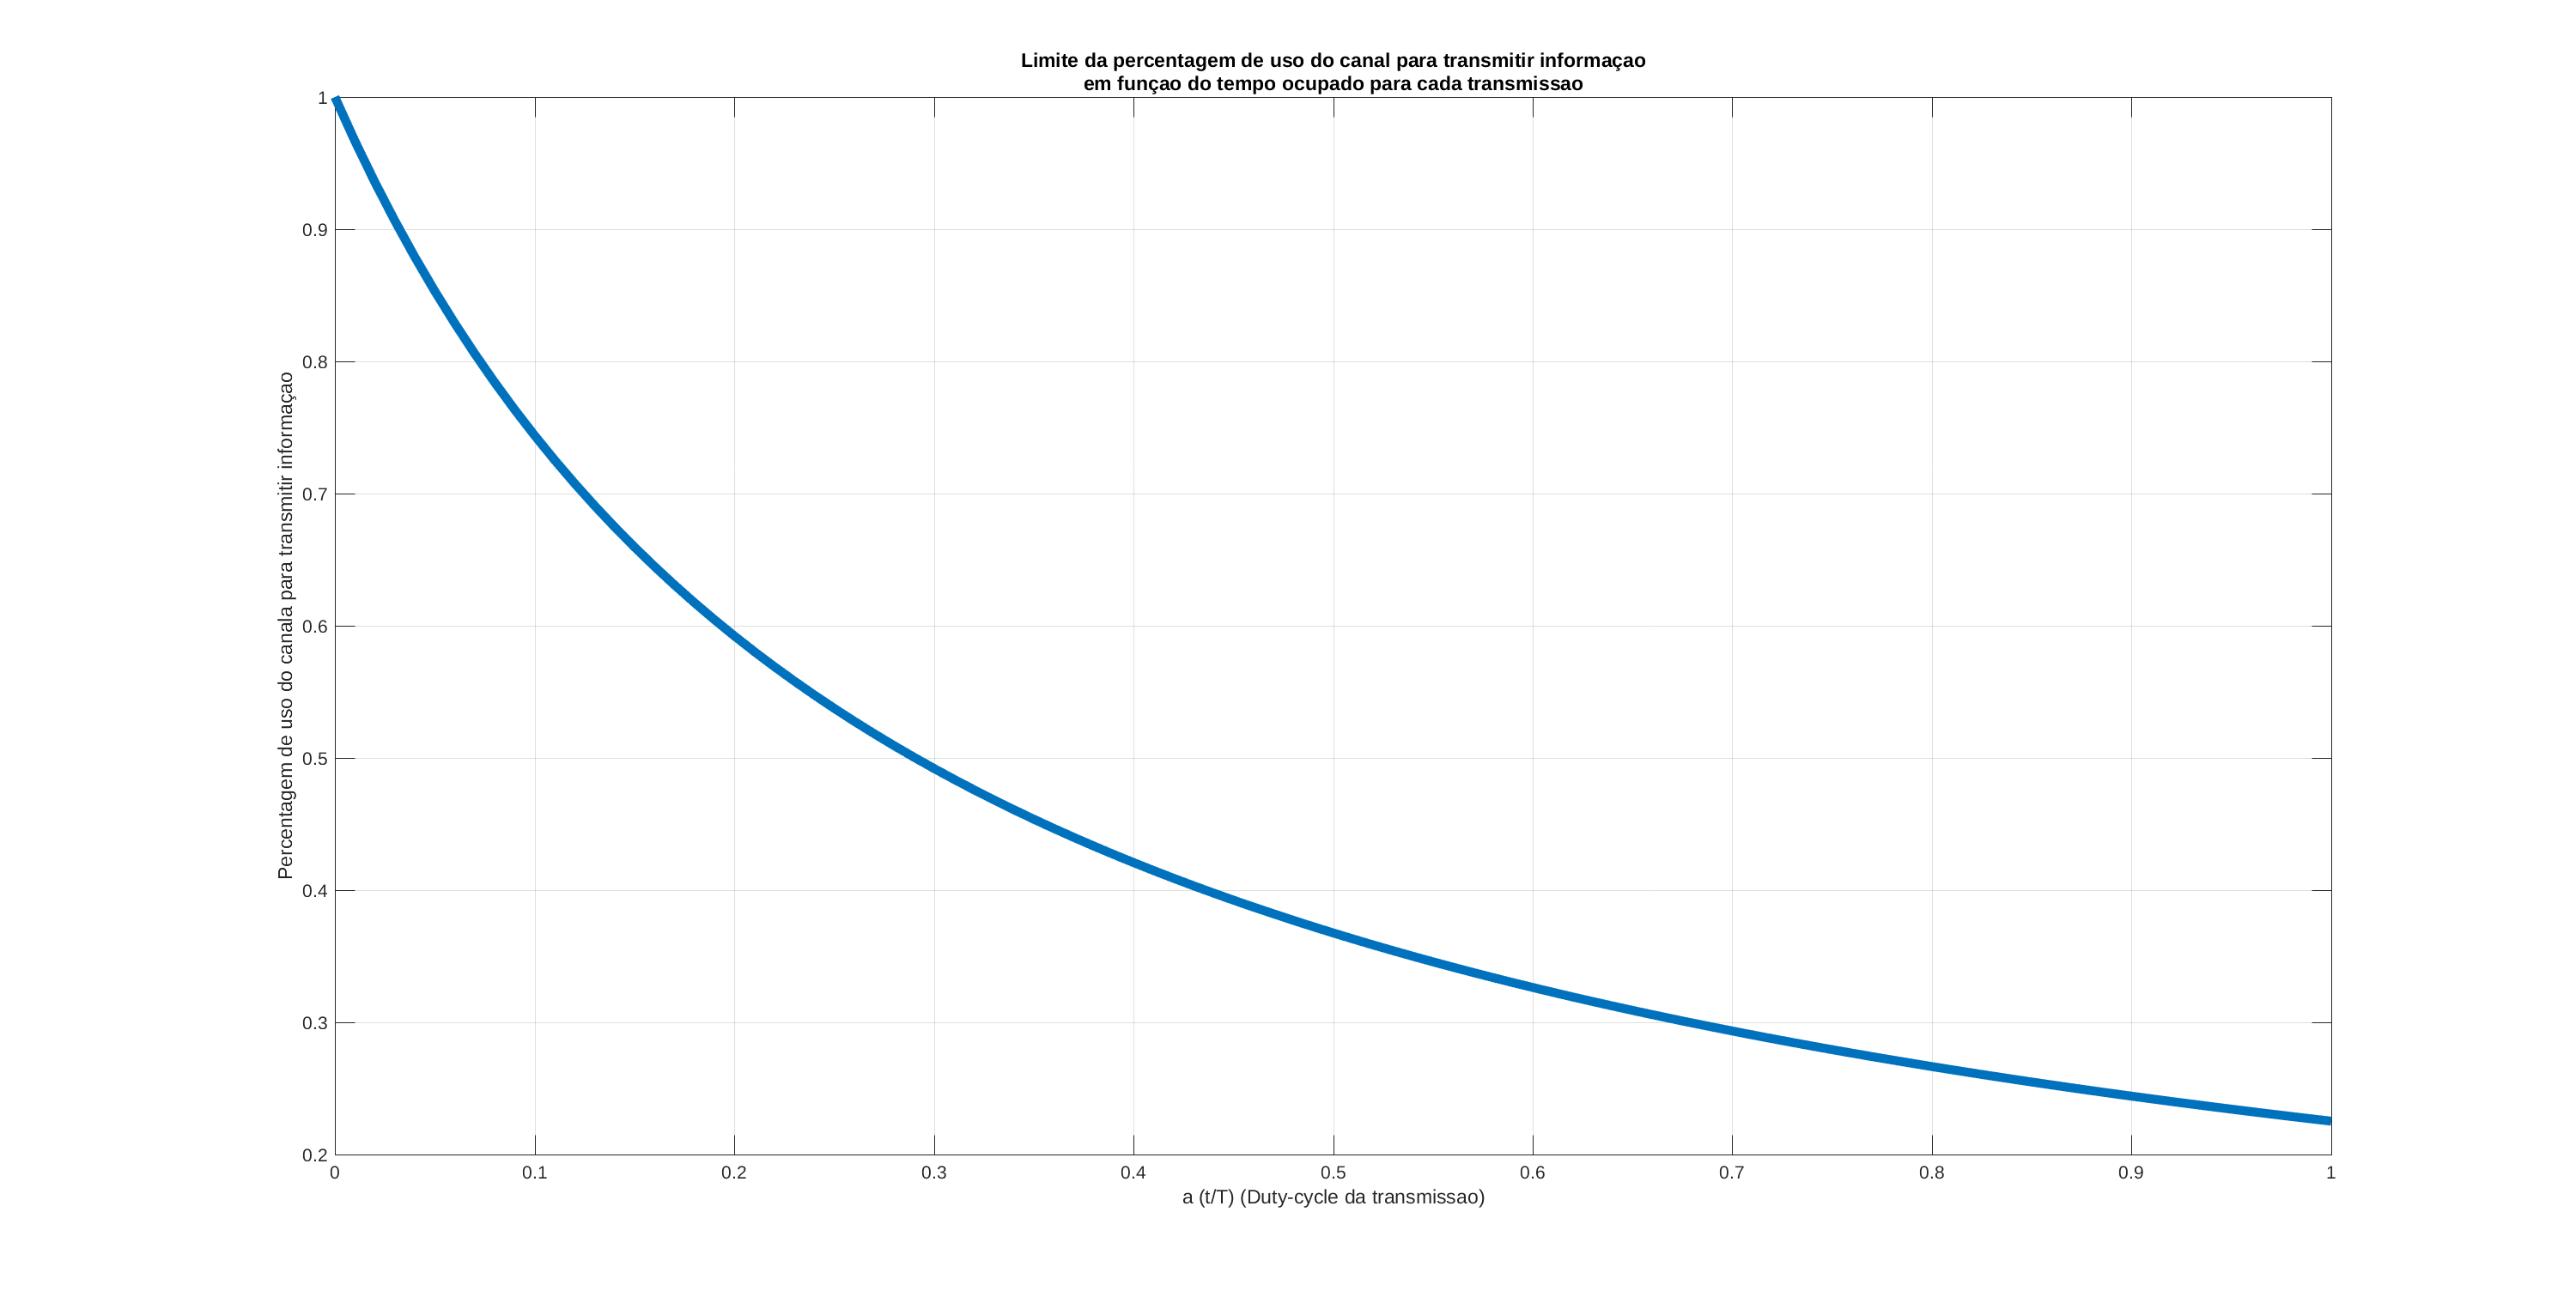 Limite da percentagem de uso do canal para transmitir informaçao
em funçao do tempo ocupado para cada transmissao
Percentagem de uso do canala para transmitir informaçao
1
0.9
0.8
0.7
0.6
0.5
0.4
0.3
0.2
0 0.1 0.2 0.3 0.4 0.5 0.6 0.7 0.8 0.9 1
a (t/T) (Duty-cycle da transmissao)